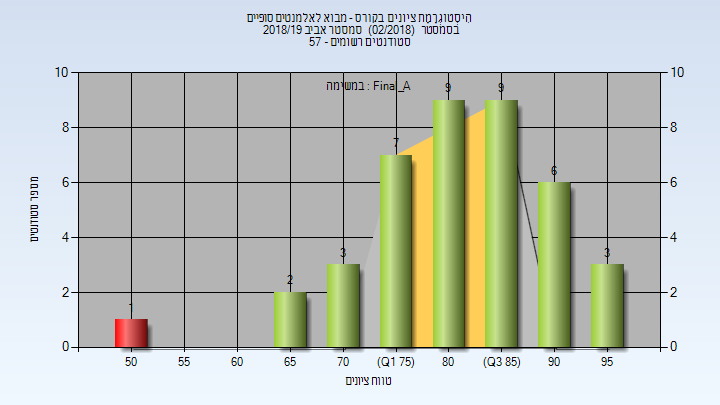 היסטוגרמת ציונים בקורס - מבוא לאלמנטים סופיים
בסמסטר (02/2018) סמסטר אביב 2018/19
סטודנטים רשומים - 57
במשימה : Final_A
מספר סטודנטים
10 10
8 8
6 6
4 4
2 2
0 0
1 2 3 7 9 9 6 3
50 55 60 65 70 (Q1 75) 80 (Q3 85) 90 95
טווח ציונים